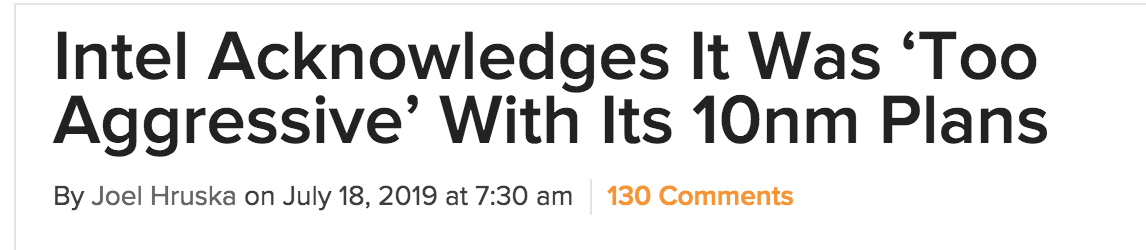 Intel Acknowledges It Was ‘Too
Aggressive’ With Its 10nm Plans
By Joel Hruska on July 18, 2019 at 7:30 am 130 Comments